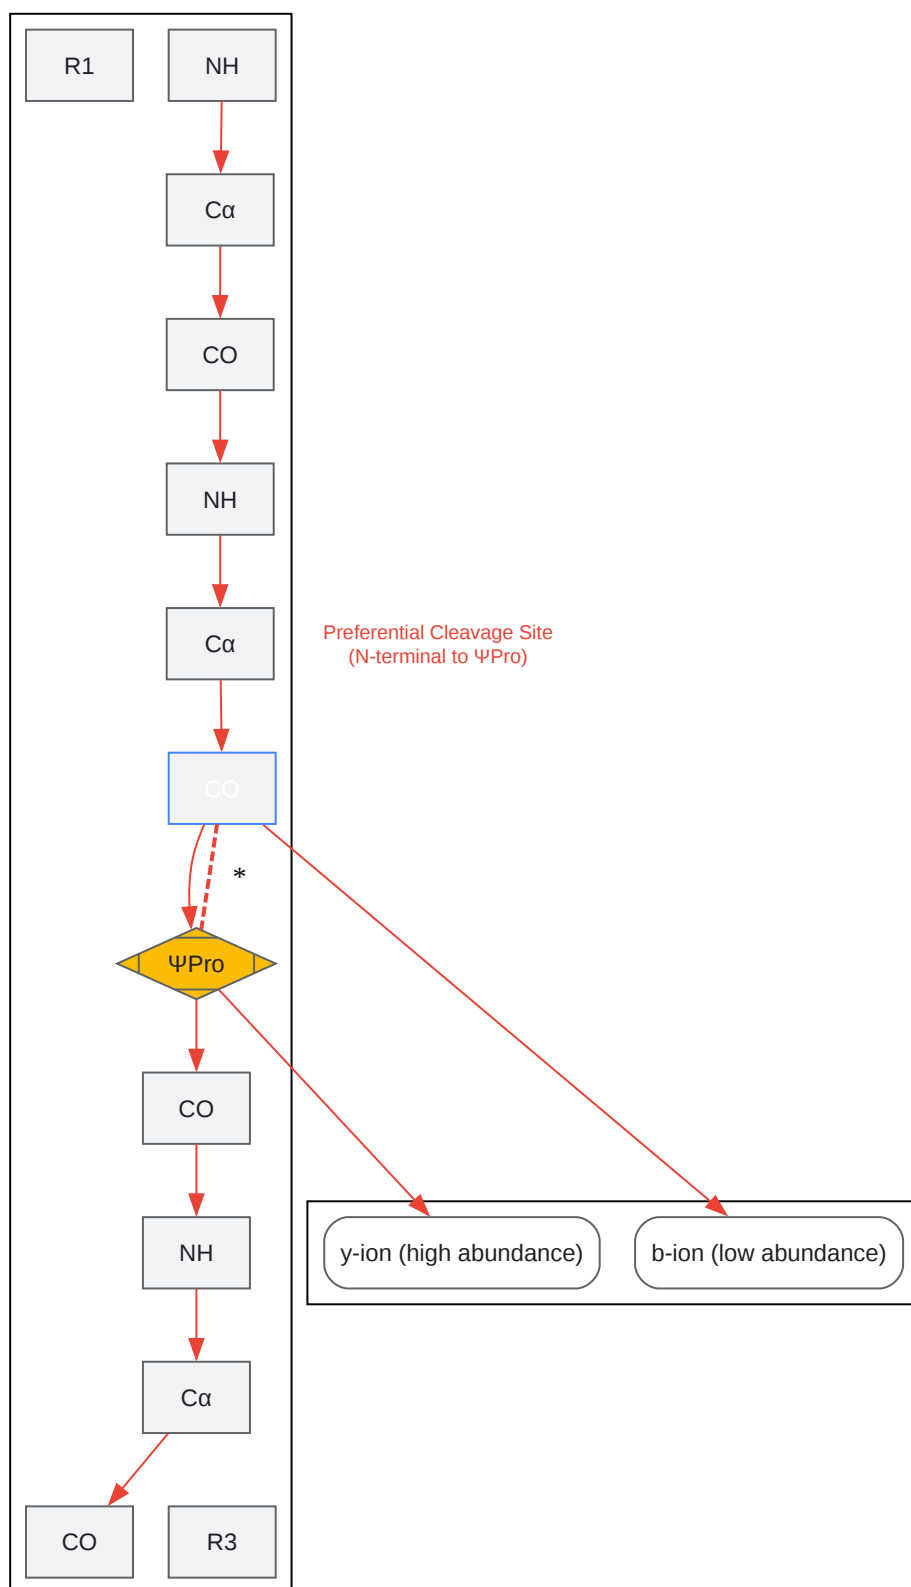 R1
NH
Cα
CO
NH
Cα
Preferential Cleavage Site
(N-terminal to ΨPro)
CO
*
ΨPro
CO
NH
y-ion (high abundance)
b-ion (low abundance)
Cα
CO
R3